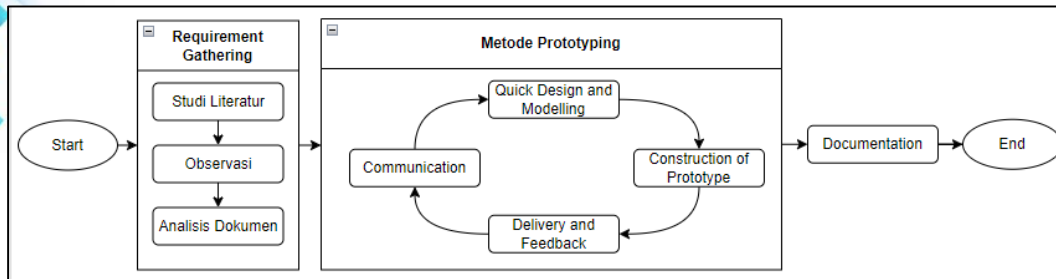 Requirement
Gathering
Metode Prototyping
Start
Studi Literatur
Observasi
Analisis Dokumen
Quick Design and
Modelling
Communication
Construction of
Prototype
Delivery and
Feedback
Documentation
End